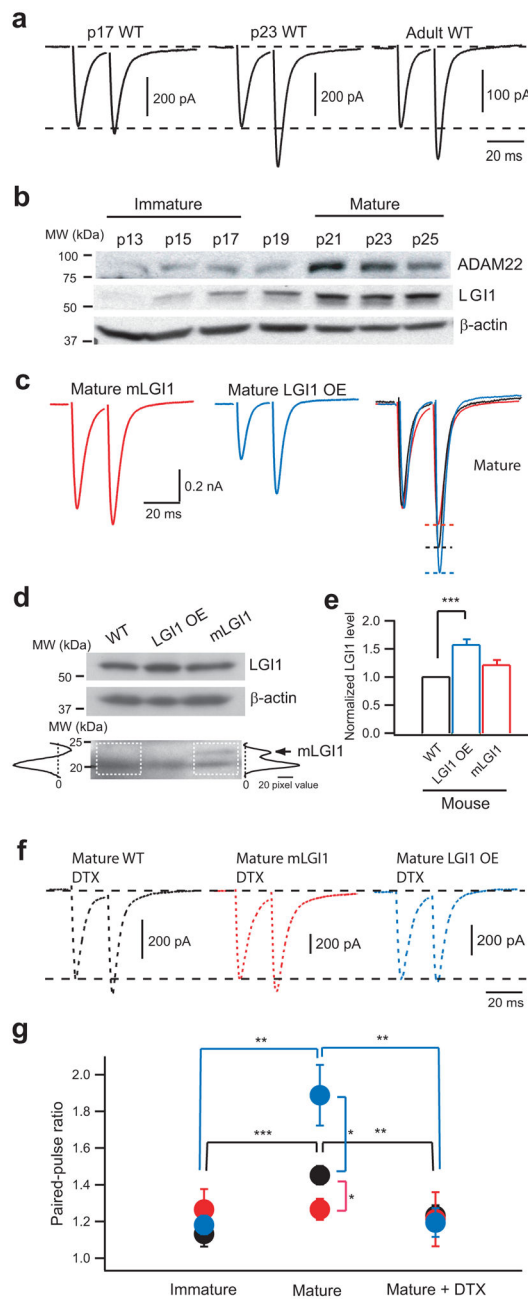 a
p17 WT p23 WT Adult WT
200 pA 200 pA 100 pA
20 ms
b
Immature Mature
MW (kDa) p13 p15 p17 p19 p21 p23 p25
100
75
ADAM22
50
LGI1
37
β-actin
c
Mature mLGI1 Mature LGI1 OE
Mature
0.2 nA
20 ms
d
WT LGI1 OE mLGI1
MW (kDa)
50
LGI1
37
β-actin
MW (kDa)
25
20
mLGI1
0 0 20 pixel value
e
***
Normalized LGI1 level
2.0
1.5
1.0
0.5
0.0
WT LGI1 OE mLGI1
Mouse
f
Mature WT Mature mLGI1 Mature LGI1 OE
DTX DTX DTX
200 pA 200 pA 200 pA
20 ms
g
** **
*** * **
*
Paired-pulse ratio
2.0
1.8
1.6
1.4
1.2
1.0
Immature Mature Mature + DTX